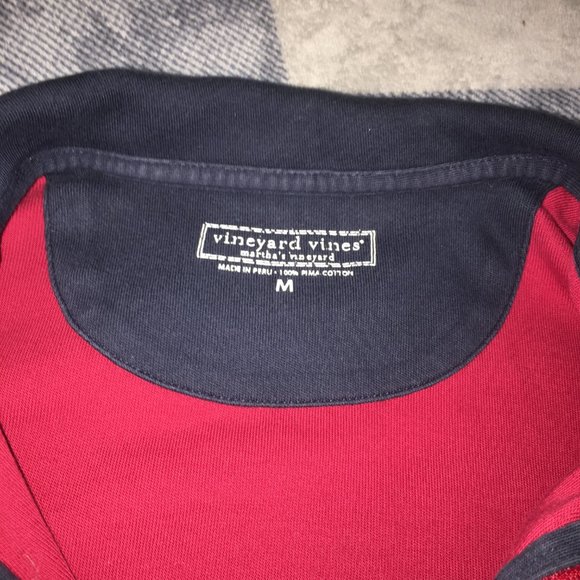 vineyard vines®
martha's vineyard
MADE IN PERU • 100% PIMA COTTON
M